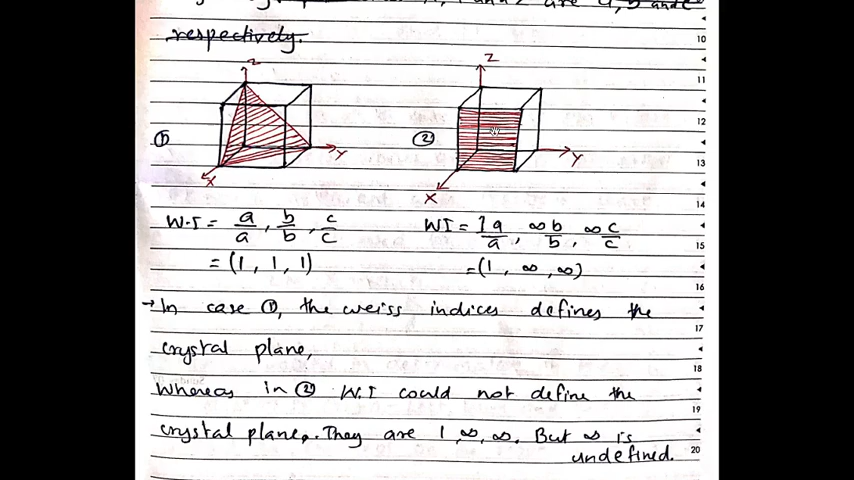 are a, b and c
respectively.
10
11
12
13
14
15
16
17
18
19
20
Z
① Y
X
Z
② Y
X
W.I = a/a, b/b, c/c
= (1, 1, 1)
WI = 1a/a, ∞b/b, ∞c/c
= (1, ∞, ∞)
→ In case ①, the weiss indices defines the
crystal plane,
Whereas in ② W.I could not define the
crystal plane,. They are 1, ∞, ∞. But ∞ is
undefined.